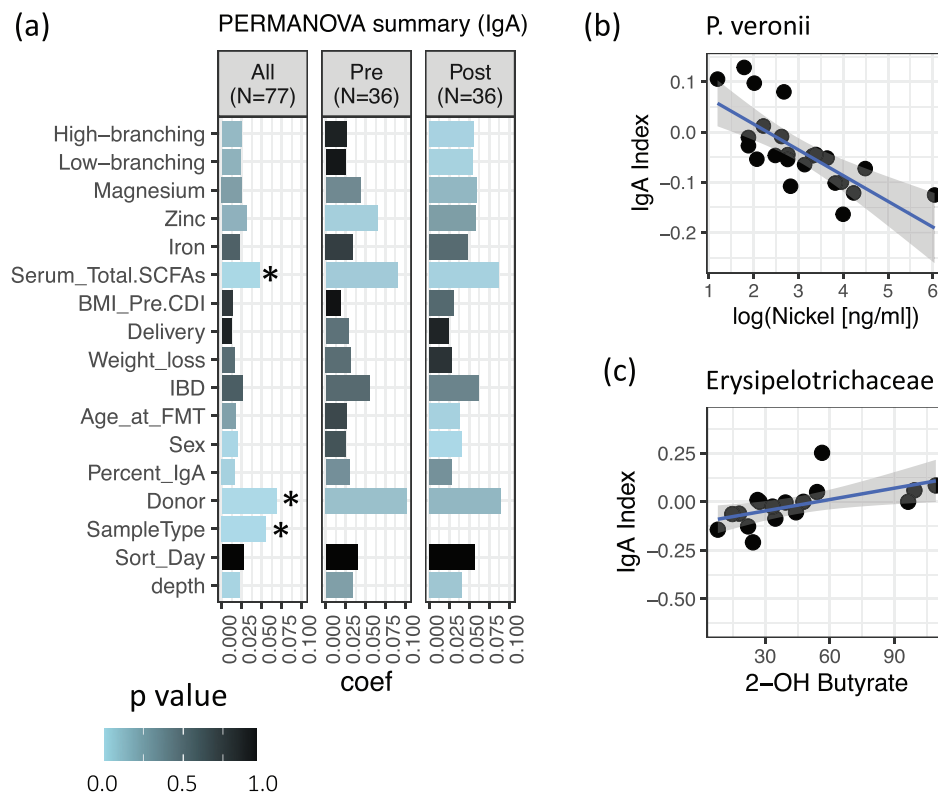 (a)
PERMANOVA summary (IgA)
All
(N=77)
Pre
(N=36)
Post
(N=36)
High−branching
Low−branching
Magnesium
Zinc
Iron
Serum_Total.SCFAs
*
BMI_Pre.CDI
Delivery
Weight_loss
IBD
Age_at_FMT
Sex
Percent_IgA
Donor
*
SampleType
*
Sort_Day
depth
0.000 0.025 0.050 0.075 0.100
0.000 0.025 0.050 0.075 0.100
0.000 0.025 0.050 0.075 0.100
coef
p value
0.0 0.5 1.0
(b)
P. veronii
IgA Index
0.1
0.0
−0.1
−0.2
1 2 3 4 5 6
log(Nickel [ng/ml])
(c)
Erysipelotrichaceae
IgA Index
0.25
0.00
−0.25
−0.50
30 60 90
2−OH Butyrate